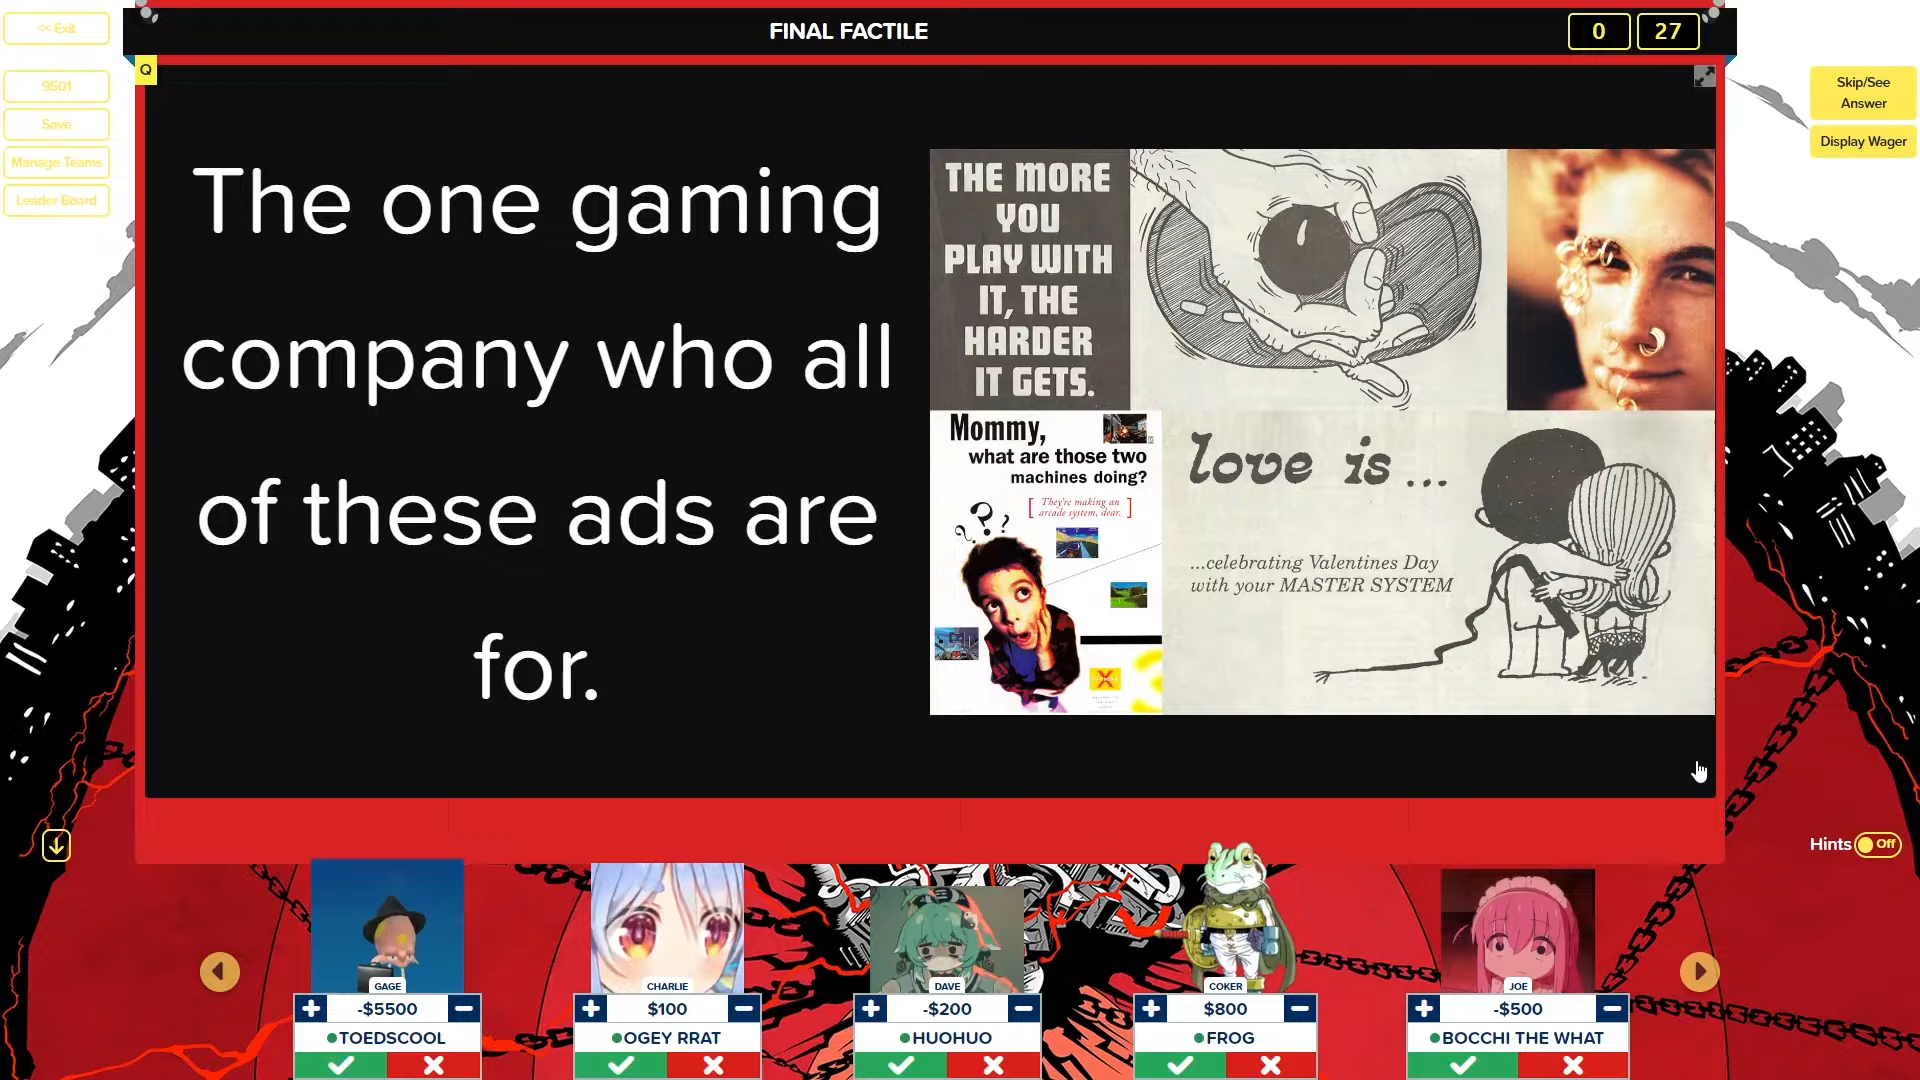 << Exit
FINAL FACTILE
0
27
Q
9501
Save
Manage Teams
Leader Board
Skip/See
Answer
Display Wager
The one gaming
company who all
of these ads are
for.
THE MORE
YOU
PLAY WITH
IT, THE
HARDER
IT GETS.
Mommy,
what are those two
machines doing?
[ They're making an
arcade system, dear. ]
? ? ?
X
love is ...
...celebrating Valentines Day
with your MASTER SYSTEM
Hints Off
GAGE
+ -$5500 −
TOEDSCOOL
CHARLIE
+ $100 −
OGEY RRAT
DAVE
+ -$200 −
HUOHUO
COKER
+ $800 −
FROG
JOE
+ -$500 −
BOCCHI THE WHAT